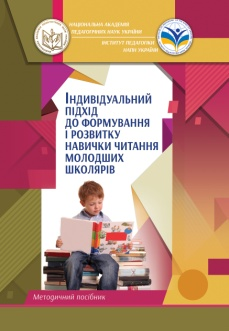 НАЦІОНАЛЬНА АКАДЕМІЯ
ПЕДАГОГІЧНИХ НАУК УКРАЇНИ
ІНСТИТУТ ПЕДАГОГІКИ
НАПН УКРАЇНИ
ІНДИВІДУАЛЬНИЙ
ПІДХІД
ДО ФОРМУВАННЯ
І РОЗВИТКУ
НАВИЧКИ ЧИТАННЯ
МОЛОДШИХ
ШКОЛЯРІВ
Методичний посібник